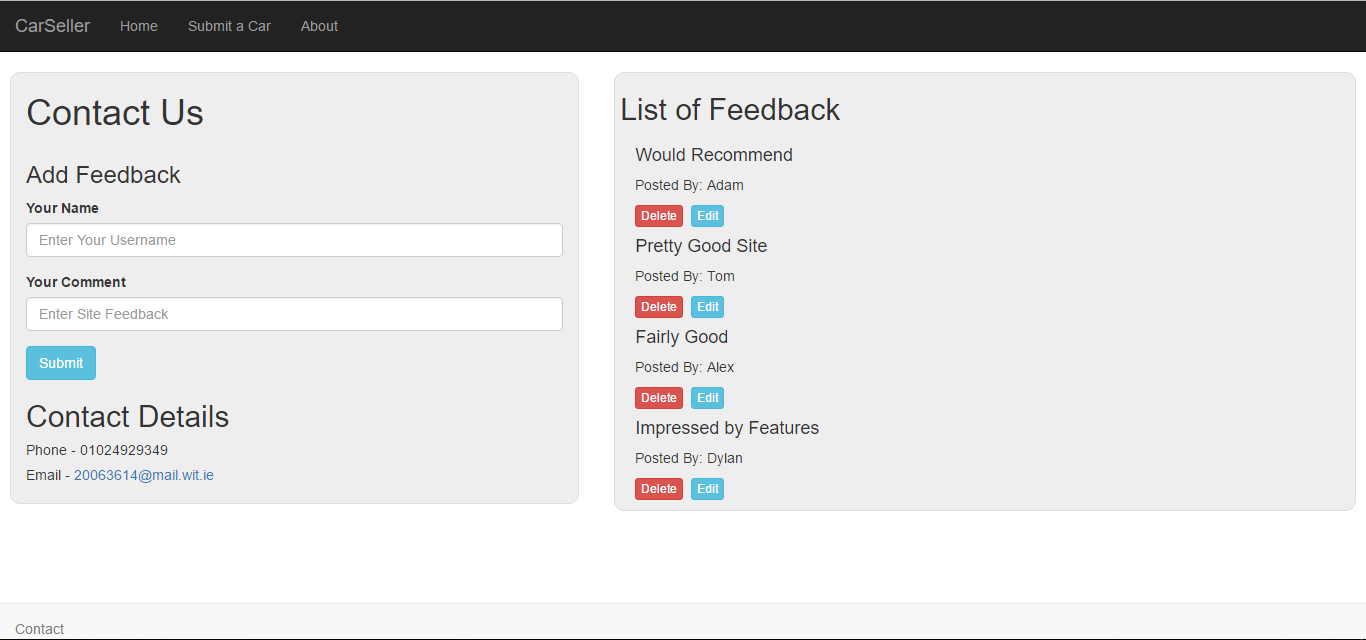 CarSeller Home Submit a Car About
Contact Us
Add Feedback
Your Name
Enter Your Username
Your Comment
Enter Site Feedback
Submit
Contact Details
Phone - 01024929349
Email - 20063614@mail.wit.ie
List of Feedback
Would Recommend
Posted By: Adam
Delete Edit
Pretty Good Site
Posted By: Tom
Delete Edit
Fairly Good
Posted By: Alex
Delete Edit
Impressed by Features
Posted By: Dylan
Delete Edit
Contact